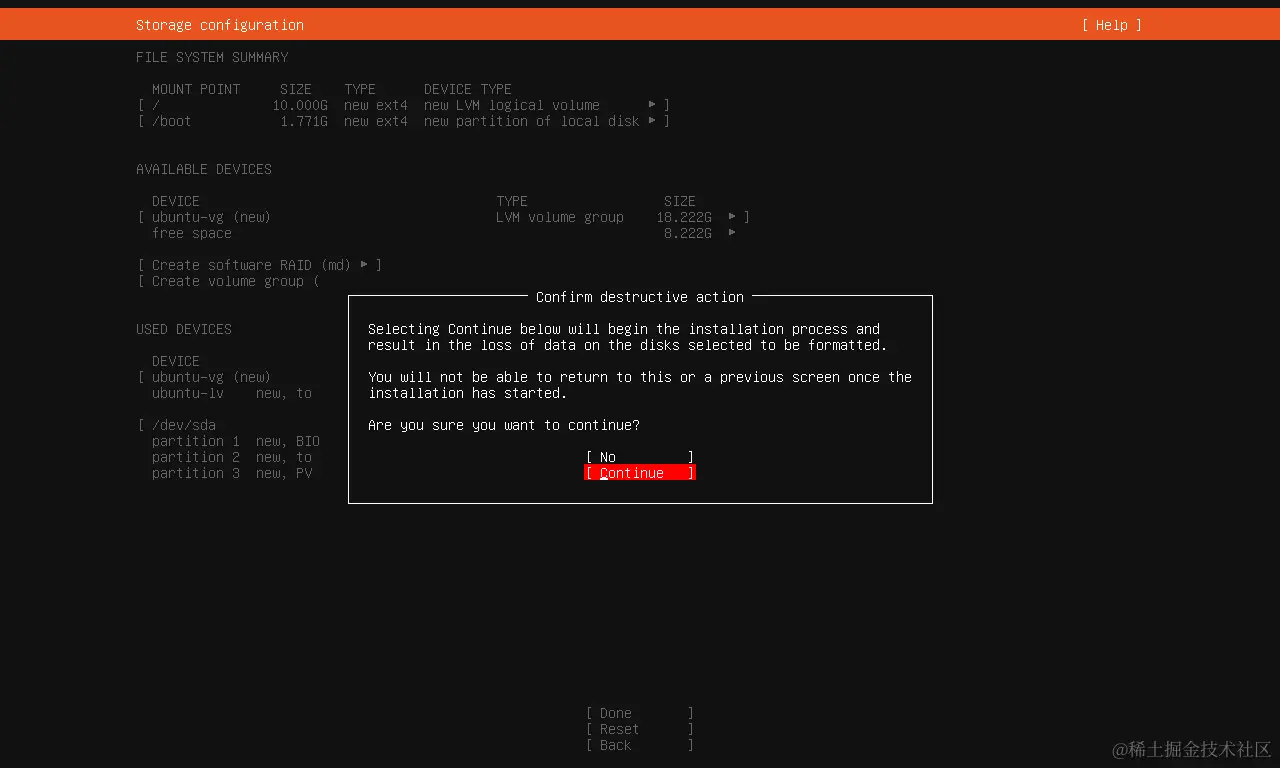 Storage configuration [ Help ]
FILE SYSTEM SUMMARY
MOUNT POINT SIZE TYPE DEVICE TYPE
[ / 10.000G new ext4 new LVM logical volume ▸ ]
[ /boot 1.771G new ext4 new partition of local disk ▸ ]
AVAILABLE DEVICES
DEVICE TYPE SIZE
[ ubuntu-vg (new) LVM volume group 18.222G ▸ ]
free space 8.222G ▸
[ Create software RAID (md) ▸ ]
[ Create volume group (
USED DEVICES
DEVICE
[ ubuntu-vg (new)
ubuntu-lv new, to
[ /dev/sda
partition 1 new, BIO
partition 2 new, to
partition 3 new, PV
Confirm destructive action
Selecting Continue below will begin the installation process and
result in the loss of data on the disks selected to be formatted.
You will not be able to return to this or a previous screen once the
installation has started.
Are you sure you want to continue?
[ No ]
[ Continue ]
[ Done ]
[ Reset ]
[ Back ]
@稀土掘金技术社区